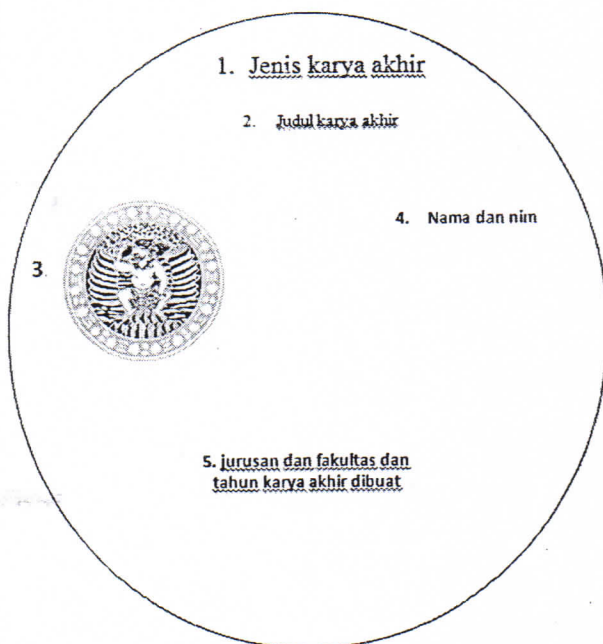 1. Jenis karya akhir
2. Judul karya akhir
4. Nama dan nim
3.
5. jurusan dan fakultas dan
tahun karya akhir dibuat